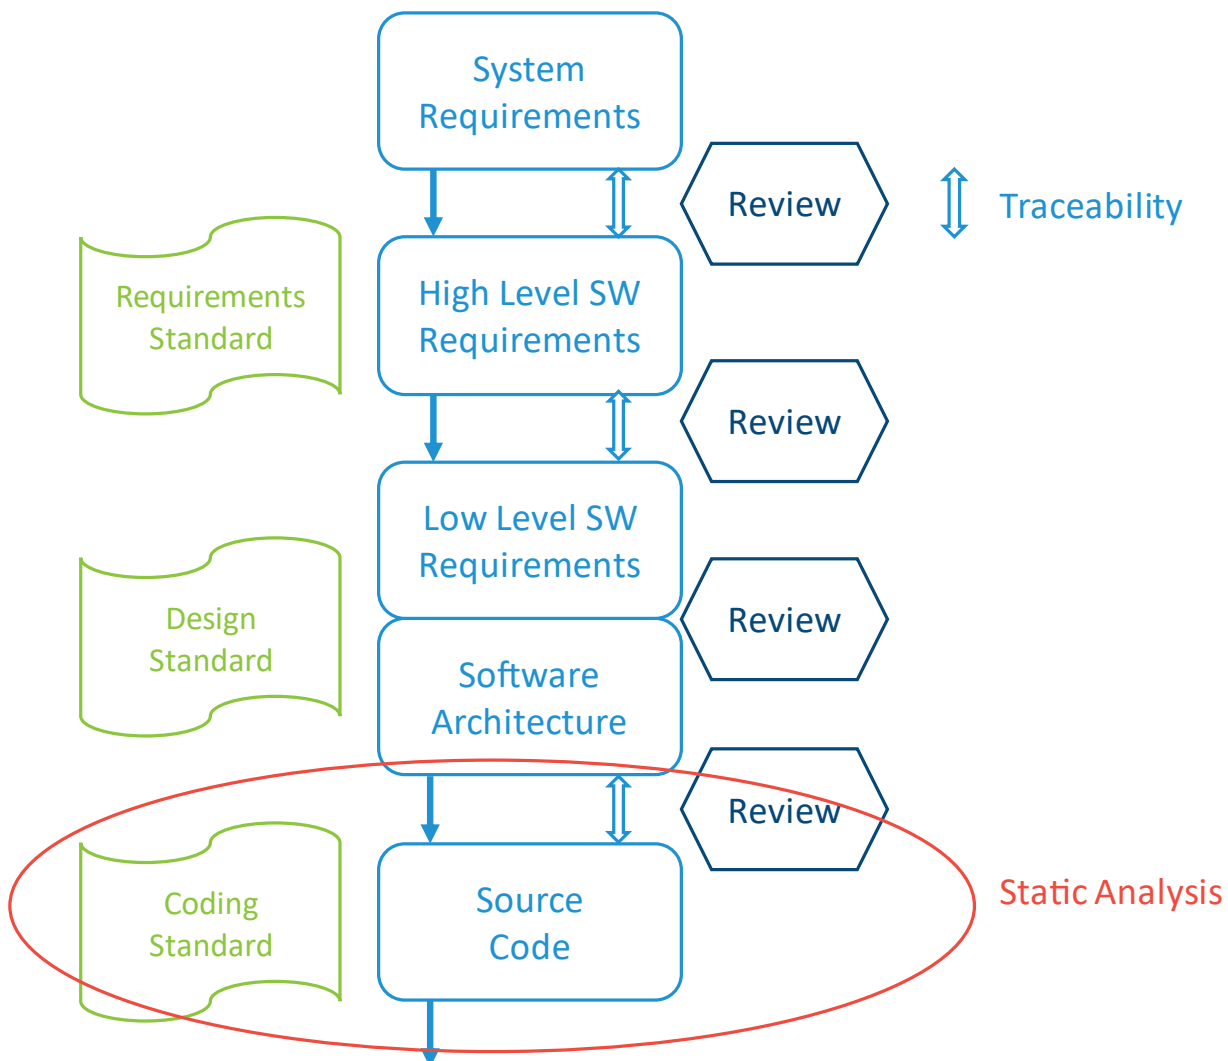 System
Requirements
Review
Traceability
Requirements
Standard
High Level SW
Requirements
Review
Low Level SW
Requirements
Design
Standard
Review
Software
Architecture
Review
Coding
Standard
Source
Code
Static Analysis